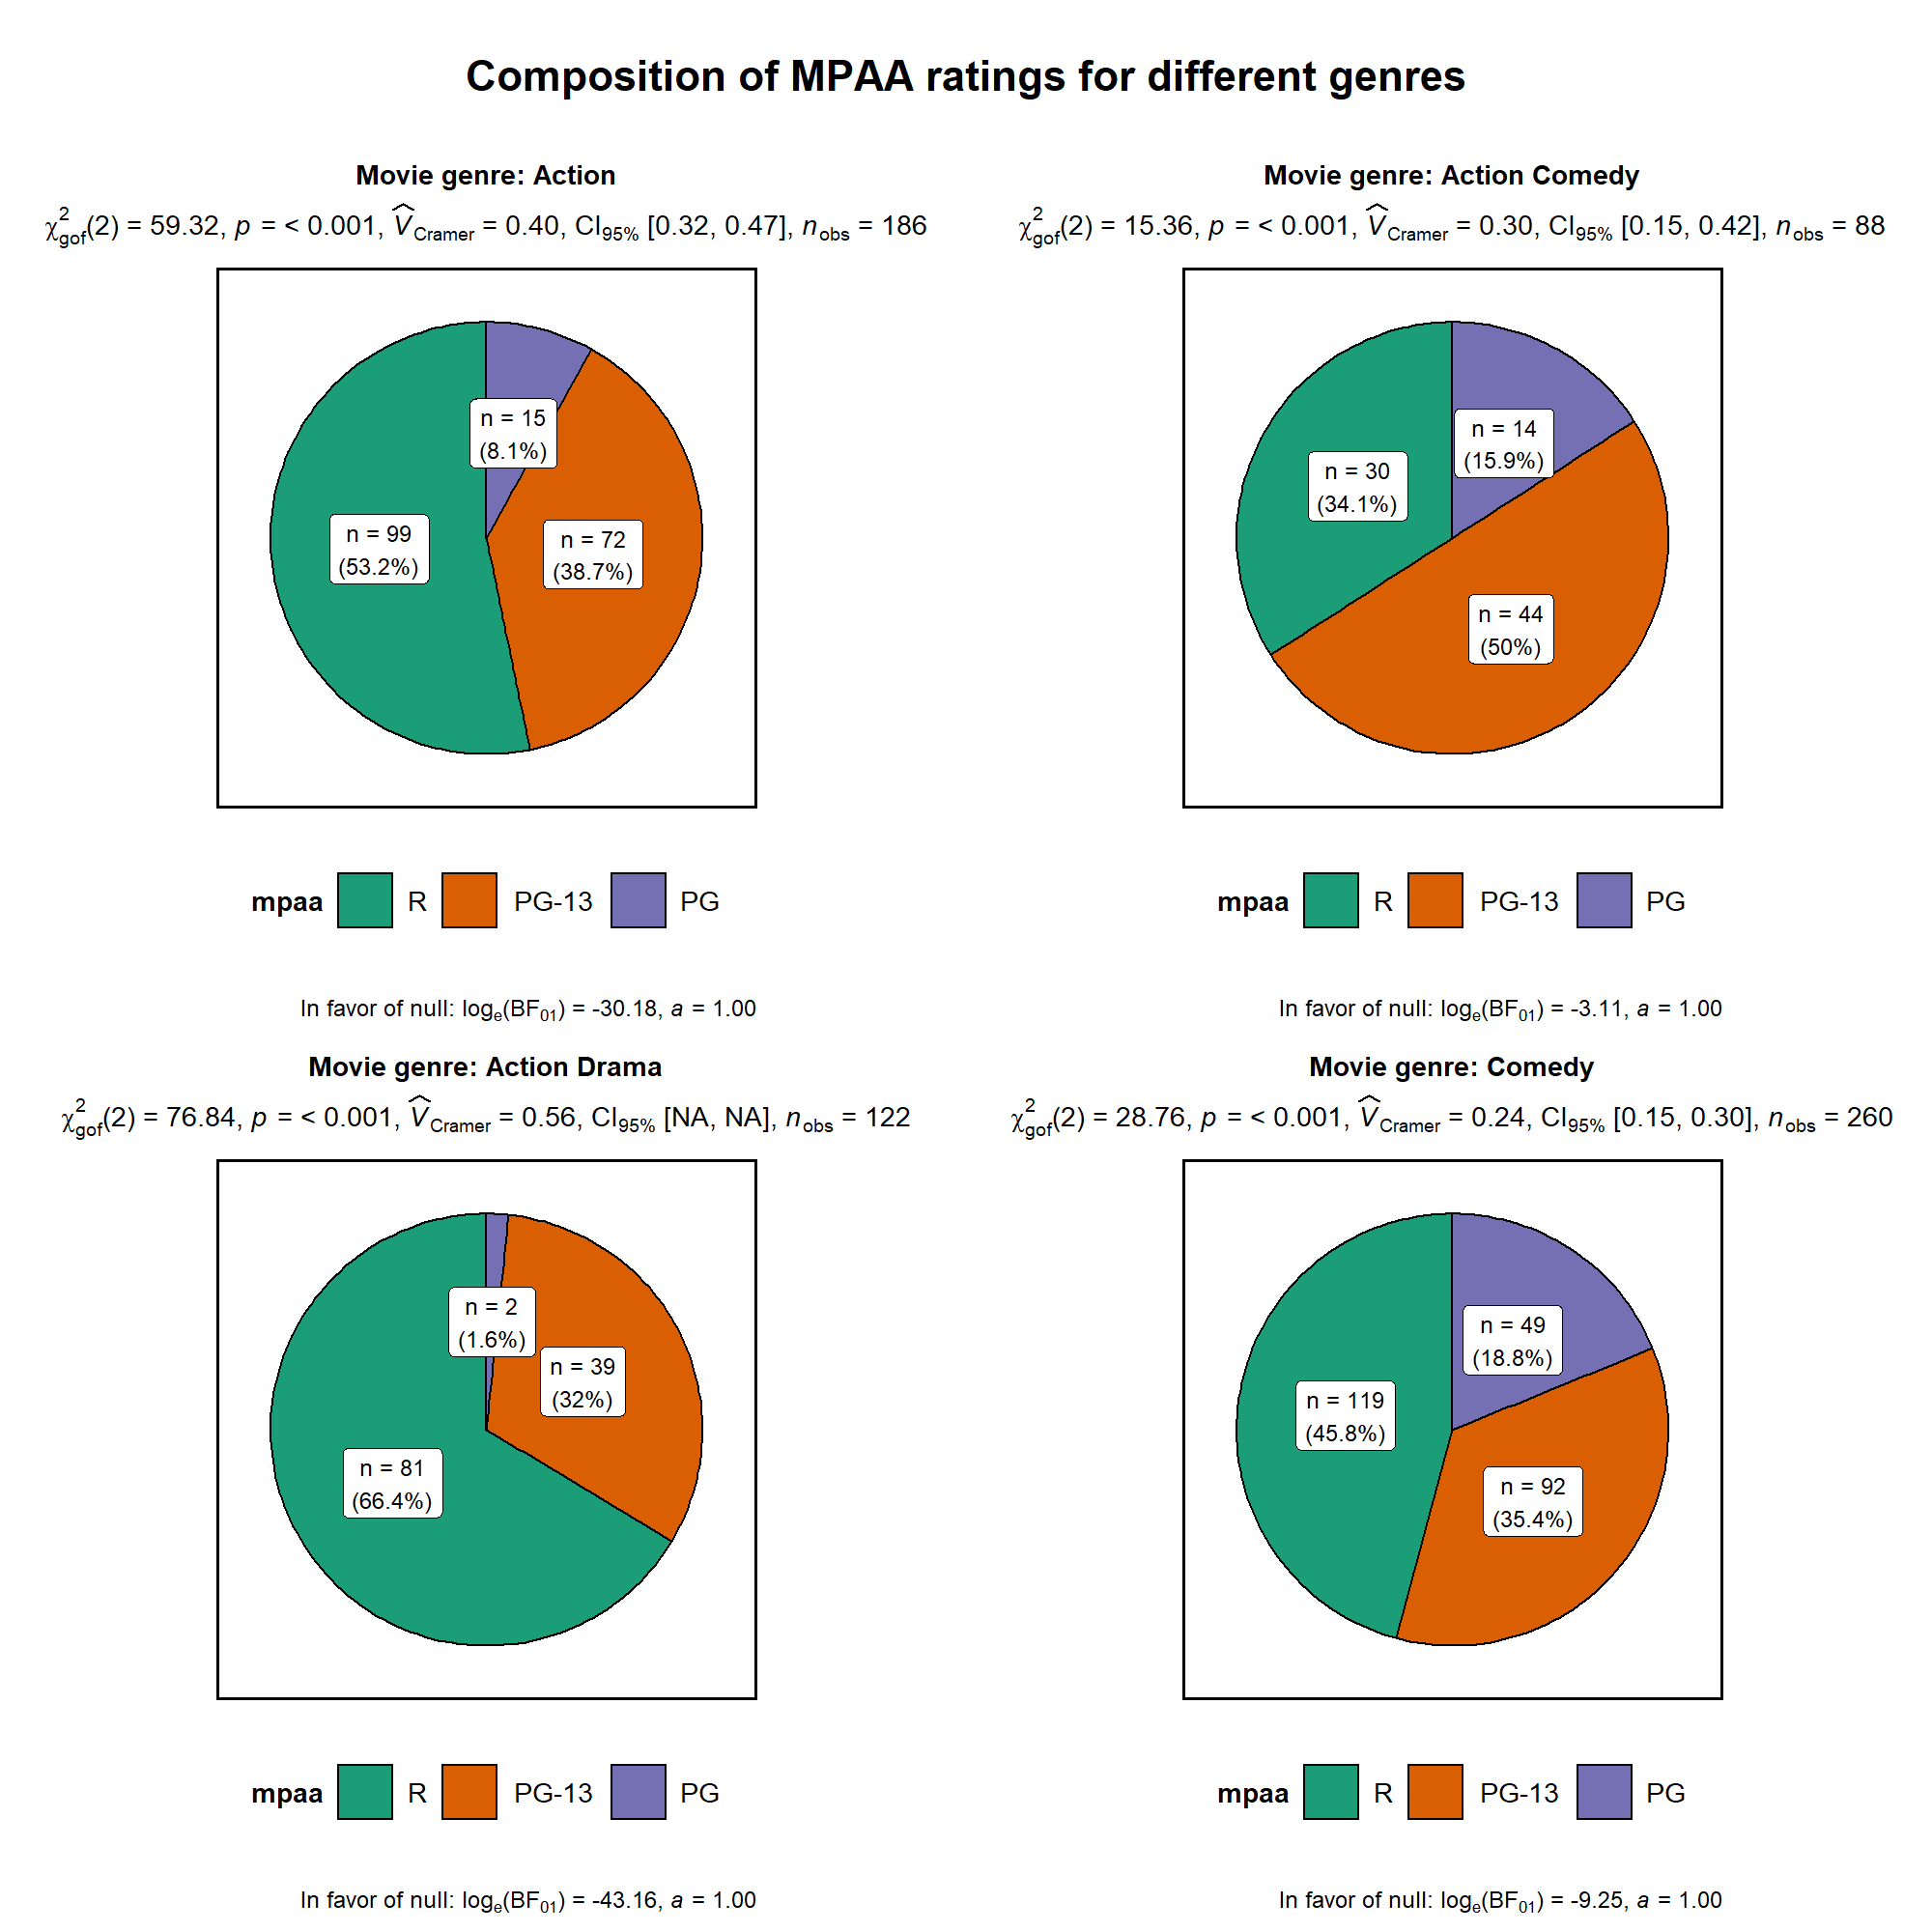 Composition of MPAA ratings for different genres
Movie genre: Action
χ²gof(2) = 59.32, p = < 0.001, V̂Cramer = 0.40, CI95% [0.32, 0.47], nobs = 186
n = 15
(8.1%)
n = 99
(53.2%)
n = 72
(38.7%)
mpaa R PG-13 PG
In favor of null: loge(BF01) = -30.18, a = 1.00
Movie genre: Action Comedy
χ²gof(2) = 15.36, p = < 0.001, V̂Cramer = 0.30, CI95% [0.15, 0.42], nobs = 88
n = 14
(15.9%)
n = 30
(34.1%)
n = 44
(50%)
mpaa R PG-13 PG
In favor of null: loge(BF01) = -3.11, a = 1.00
Movie genre: Action Drama
χ²gof(2) = 76.84, p = < 0.001, V̂Cramer = 0.56, CI95% [NA, NA], nobs = 122
n = 2
(1.6%)
n = 39
(32%)
n = 81
(66.4%)
mpaa R PG-13 PG
In favor of null: loge(BF01) = -43.16, a = 1.00
Movie genre: Comedy
χ²gof(2) = 28.76, p = < 0.001, V̂Cramer = 0.24, CI95% [0.15, 0.30], nobs = 260
n = 49
(18.8%)
n = 119
(45.8%)
n = 92
(35.4%)
mpaa R PG-13 PG
In favor of null: loge(BF01) = -9.25, a = 1.00